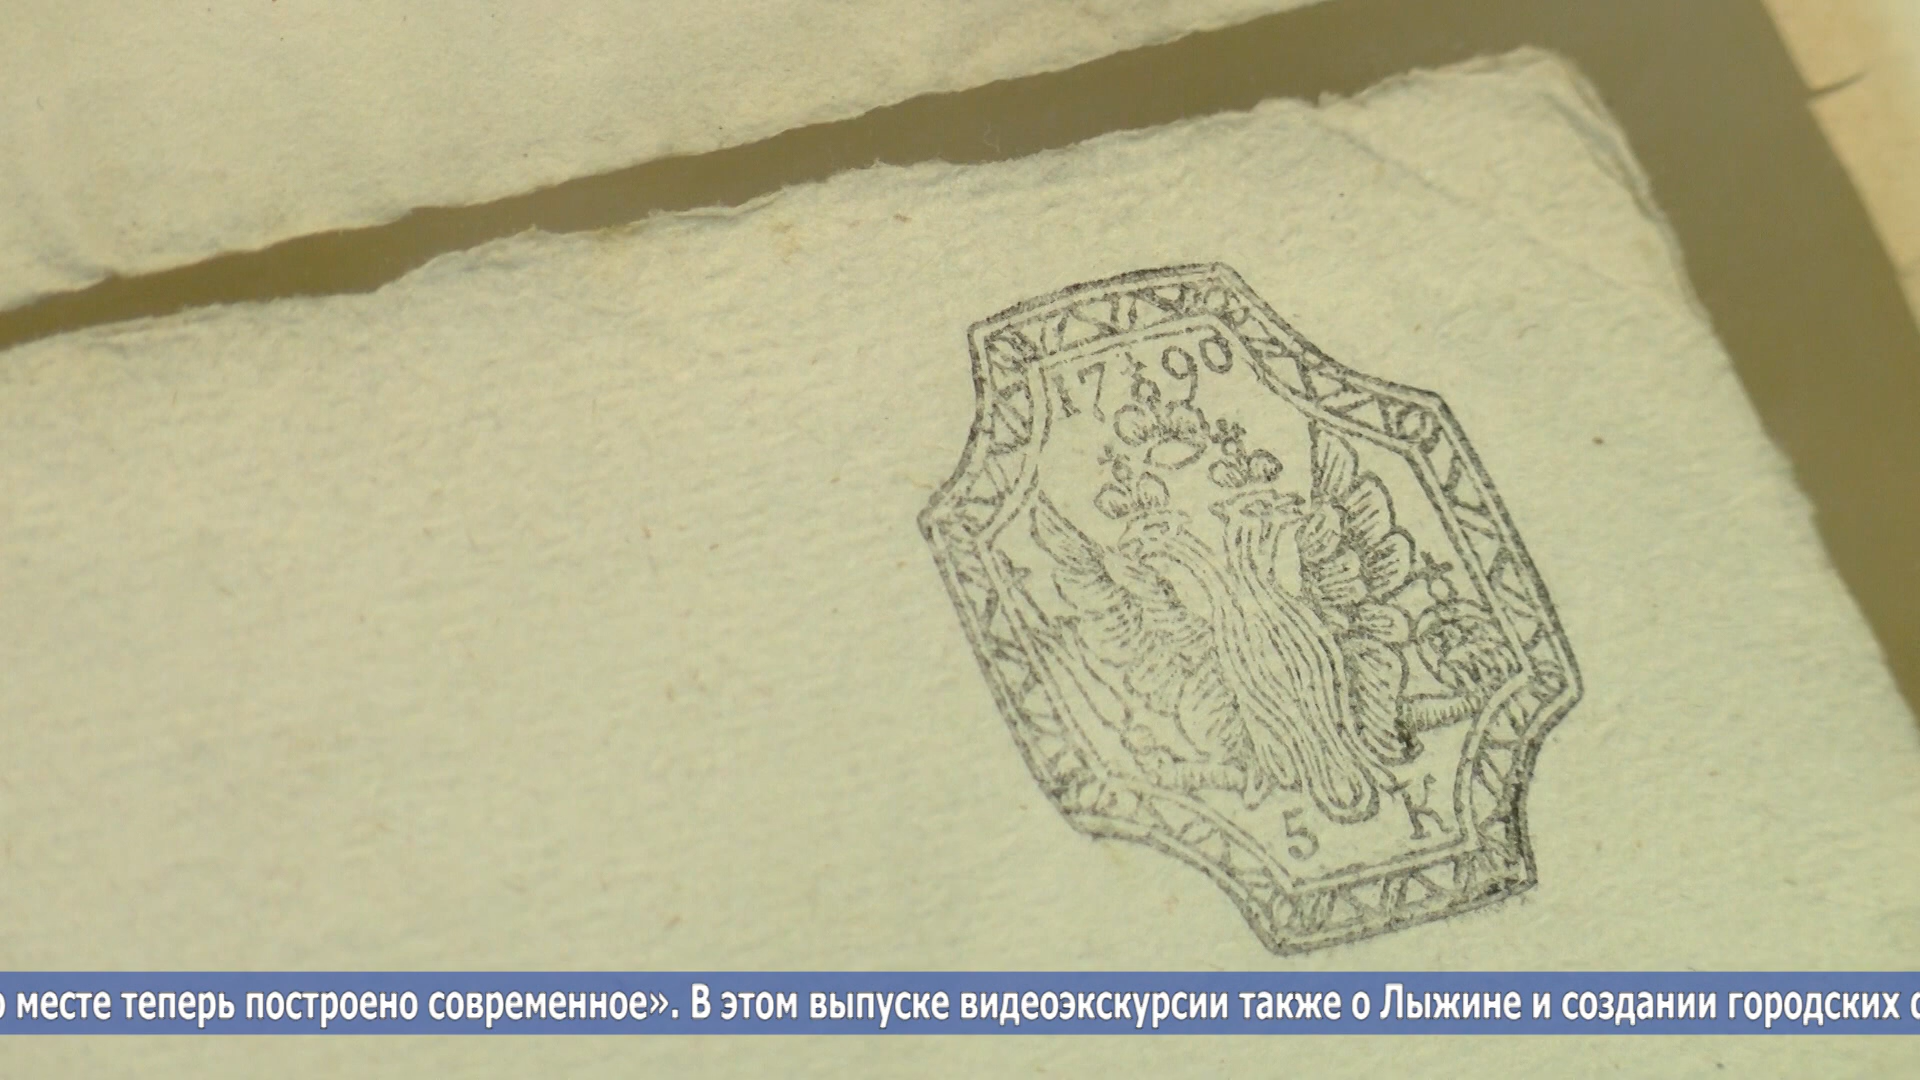 1790
5 К
месте теперь построено современное». В этом выпуске видеоэкскурсии также о Лыжине и создании городских